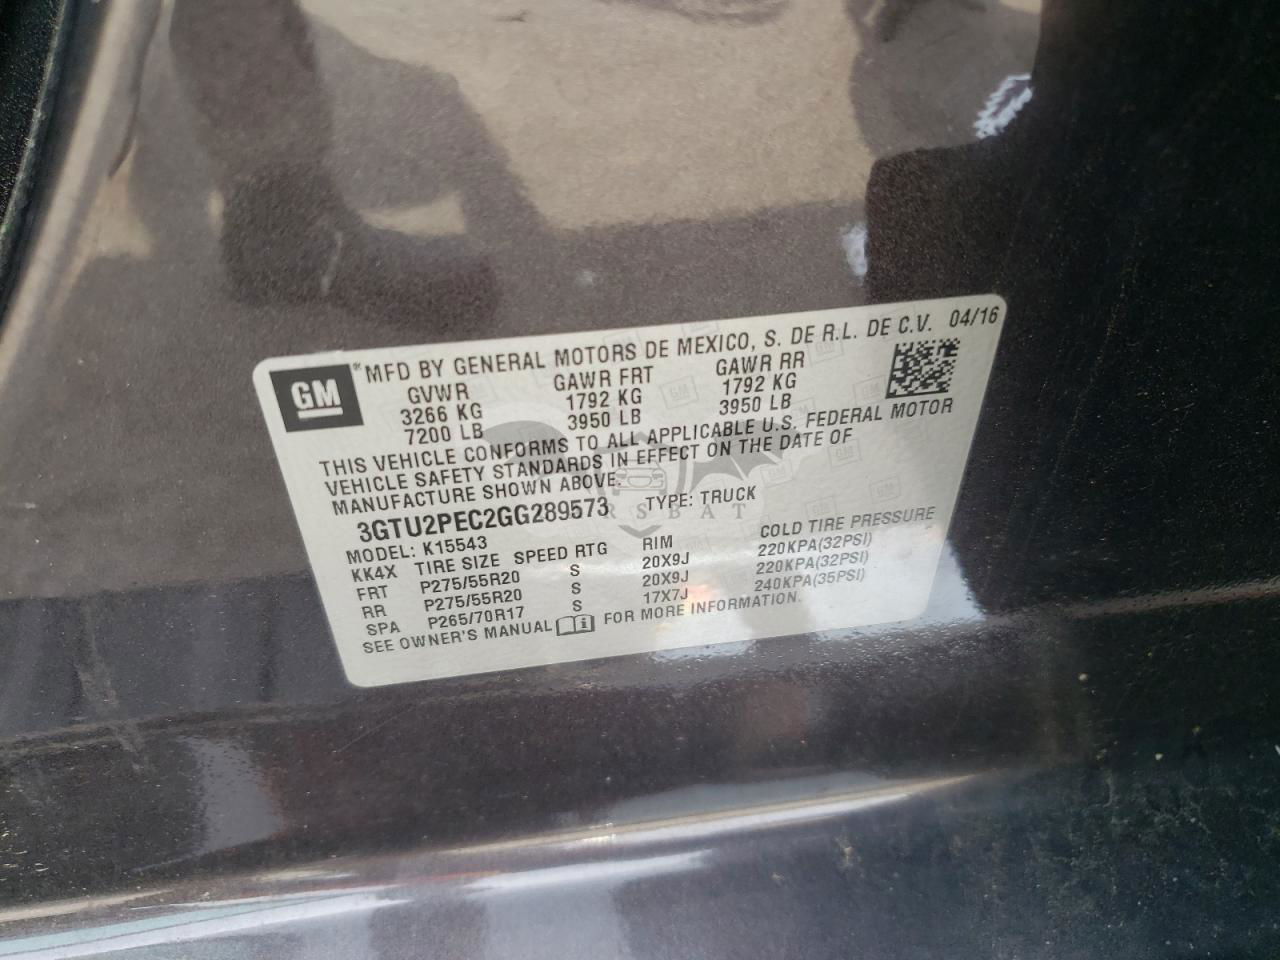 GM ® MFD BY GENERAL MOTORS DE MEXICO, S. DE R.L. DE C.V. 04/16
GVWR GAWR FRT GAWR RR
3266 KG 1792 KG 1792 KG
7200 LB 3950 LB 3950 LB
THIS VEHICLE CONFORMS TO ALL APPLICABLE U.S. FEDERAL MOTOR
VEHICLE SAFETY STANDARDS IN EFFECT ON THE DATE OF
MANUFACTURE SHOWN ABOVE.
3GTU2PEC2GG289573 TYPE: TRUCK
MODEL: K15543
KK4X TIRE SIZE SPEED RTG RIM COLD TIRE PRESSURE
FRT P275/55R20 S 20X9J 220KPA(32PSI)
RR P275/55R20 S 20X9J 220KPA(32PSI)
SPA P265/70R17 S 17X7J 240KPA(35PSI)
SEE OWNER'S MANUAL FOR MORE INFORMATION.